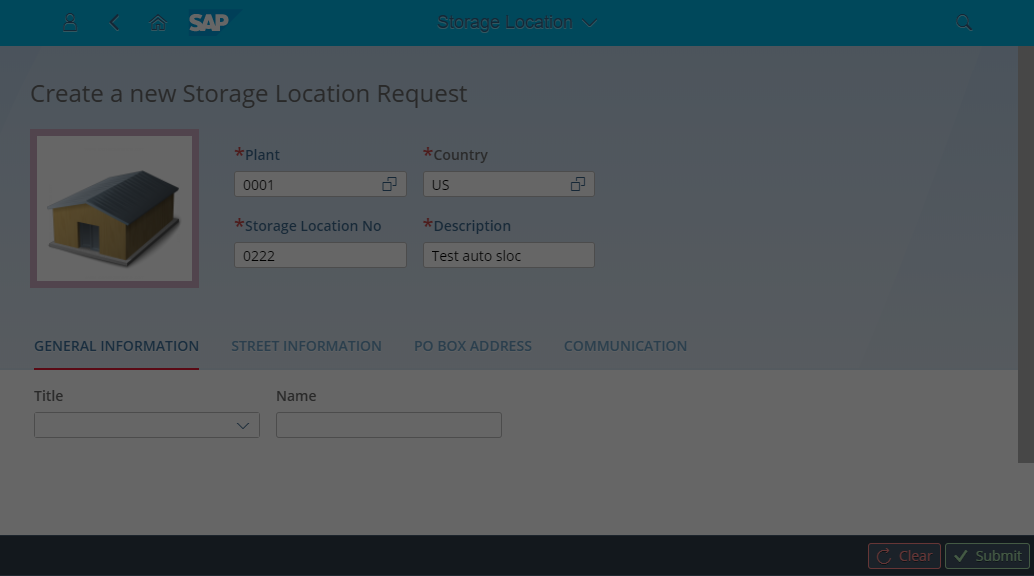 SAP
Storage Location
Create a new Storage Location Request
*Plant
*Country
0001
US
*Storage Location No
*Description
0222
Test auto sloc
GENERAL INFORMATION
STREET INFORMATION
PO BOX ADDRESS
COMMUNICATION
Title
Name
Clear
Submit